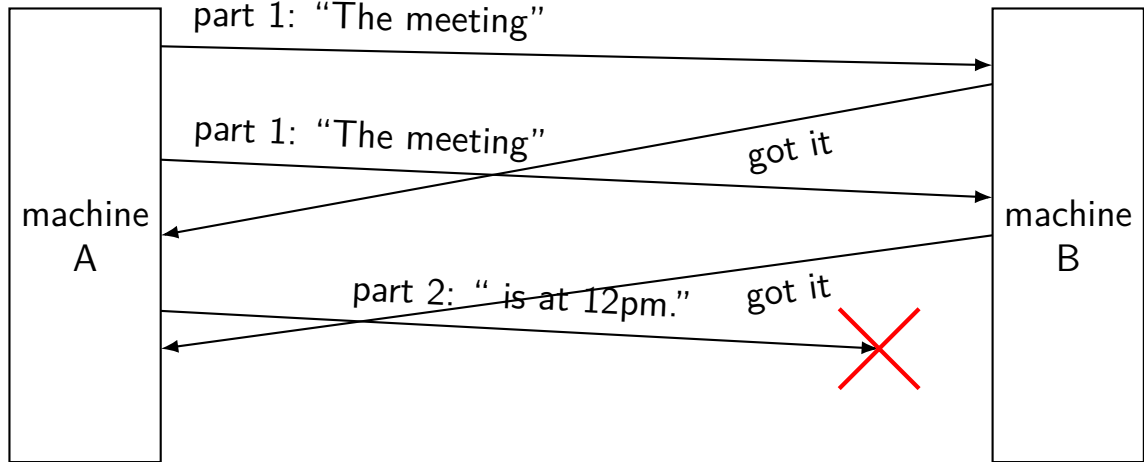 part 1: “The meeting”
part 1: “The meeting”
got it
machine
A
machine
B
part 2: “ is at 12pm.”
got it